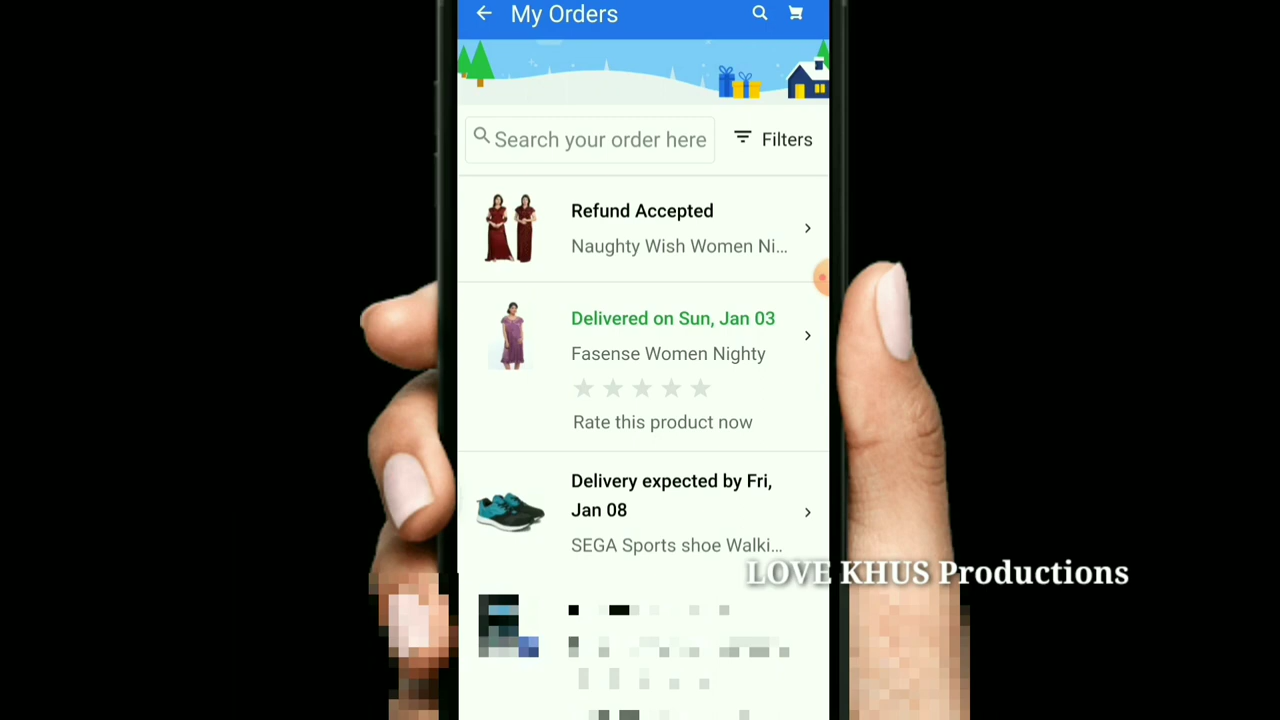 My Orders
Search your order here
Filters
Refund Accepted
Naughty Wish Women Ni...
Delivered on Sun, Jan 03
Fasense Women Nighty
Rate this product now
Delivery expected by Fri,
Jan 08
SEGA Sports shoe Walki...
LOVE KHUS Productions